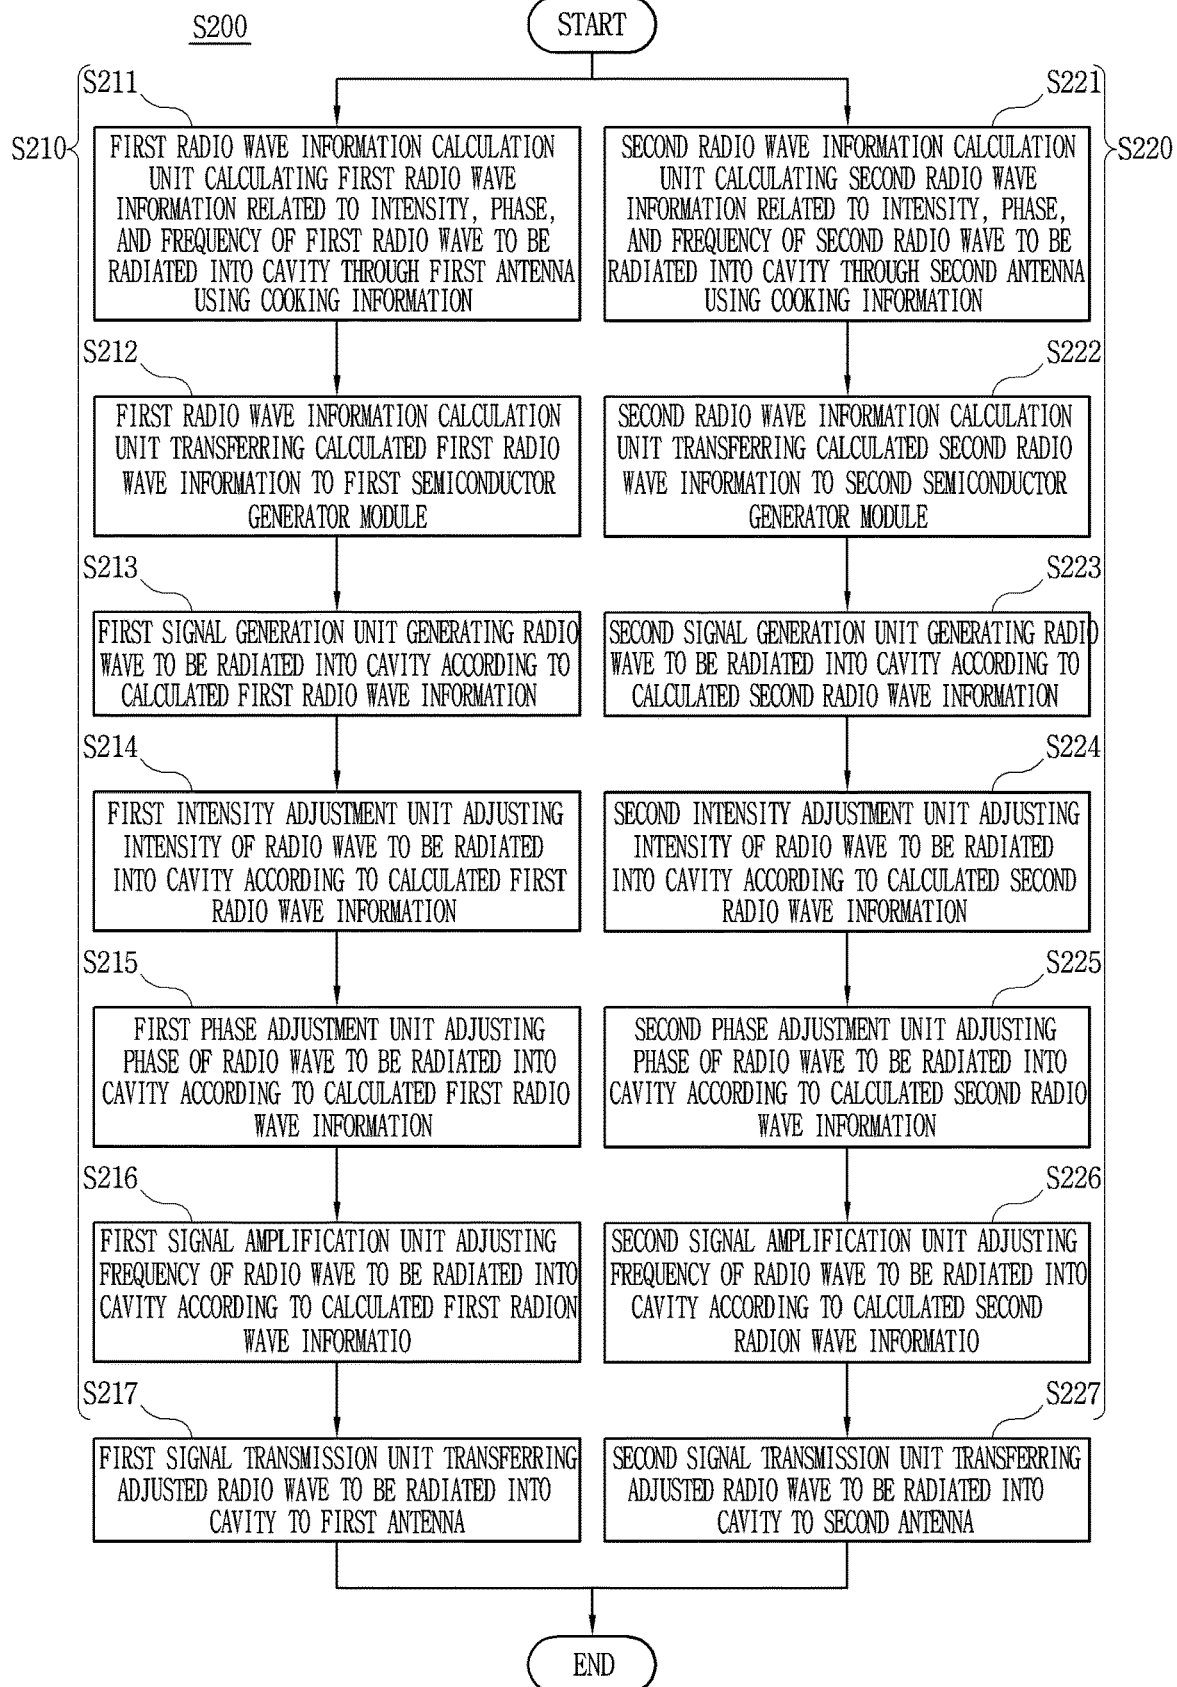 S200
START
S210
S211
FIRST RADIO WAVE INFORMATION CALCULATION
UNIT CALCULATING FIRST RADIO WAVE
INFORMATION RELATED TO INTENSITY, PHASE,
AND FREQUENCY OF FIRST RADIO WAVE TO BE
RADIATED INTO CAVITY THROUGH FIRST ANTENNA
USING COOKING INFORMATION
S212
FIRST RADIO WAVE INFORMATION CALCULATION
UNIT TRANSFERRING CALCULATED FIRST RADIO
WAVE INFORMATION TO FIRST SEMICONDUCTOR
GENERATOR MODULE
S213
FIRST SIGNAL GENERATION UNIT GENERATING RADIO
WAVE TO BE RADIATED INTO CAVITY ACCORDING TO
CALCULATED FIRST RADIO WAVE INFORMATION
S214
FIRST INTENSITY ADJUSTMENT UNIT ADJUSTING
INTENSITY OF RADIO WAVE TO BE RADIATED
INTO CAVITY ACCORDING TO CALCULATED FIRST
RADIO WAVE INFORMATION
S215
FIRST PHASE ADJUSTMENT UNIT ADJUSTING
PHASE OF RADIO WAVE TO BE RADIATED INTO
CAVITY ACCORDING TO CALCULATED FIRST RADIO
WAVE INFORMATION
S216
FIRST SIGNAL AMPLIFICATION UNIT ADJUSTING
FREQUENCY OF RADIO WAVE TO BE RADIATED INTO
CAVITY ACCORDING TO CALCULATED FIRST RADION
WAVE INFORMATIO
S217
FIRST SIGNAL TRANSMISSION UNIT TRANSFERRING
ADJUSTED RADIO WAVE TO BE RADIATED INTO
CAVITY TO FIRST ANTENNA
S220
S221
SECOND RADIO WAVE INFORMATION CALCULATION
UNIT CALCULATING SECOND RADIO WAVE
INFORMATION RELATED TO INTENSITY, PHASE,
AND FREQUENCY OF SECOND RADIO WAVE TO BE
RADIATED INTO CAVITY THROUGH SECOND ANTENNA
USING COOKING INFORMATION
S222
SECOND RADIO WAVE INFORMATION CALCULATION
UNIT TRANSFERRING CALCULATED SECOND RADIO
WAVE INFORMATION TO SECOND SEMICONDUCTOR
GENERATOR MODULE
S223
SECOND SIGNAL GENERATION UNIT GENERATING RADIO
WAVE TO BE RADIATED INTO CAVITY ACCORDING TO
CALCULATED SECOND RADIO WAVE INFORMATION
S224
SECOND INTENSITY ADJUSTMENT UNIT ADJUSTING
INTENSITY OF RADIO WAVE TO BE RADIATED
INTO CAVITY ACCORDING TO CALCULATED SECOND
RADIO WAVE INFORMATION
S225
SECOND PHASE ADJUSTMENT UNIT ADJUSTING
PHASE OF RADIO WAVE TO BE RADIATED INTO
CAVITY ACCORDING TO CALCULATED SECOND RADIO
WAVE INFORMATION
S226
SECOND SIGNAL AMPLIFICATION UNIT ADJUSTING
FREQUENCY OF RADIO WAVE TO BE RADIATED INTO
CAVITY ACCORDING TO CALCULATED SECOND
RADION WAVE INFORMATIO
S227
SECOND SIGNAL TRANSMISSION UNIT TRANSFERRING
ADJUSTED RADIO WAVE TO BE RADIATED INTO
CAVITY TO SECOND ANTENNA
END